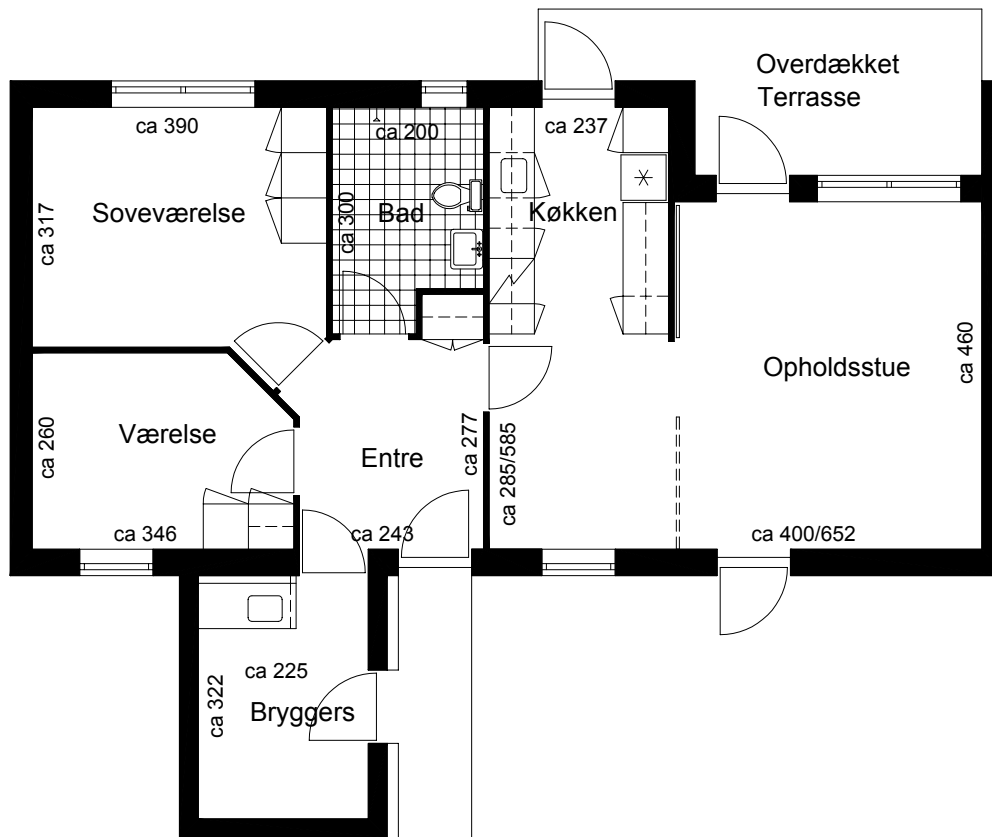 Overdækket
Terrasse
ca 390
ca 200
ca 237
ca 317
Soveværelse
ca 300
Bad
Køkken
Opholdsstue
ca 460
ca 260
Værelse
Entre
ca 277
ca 285/585
ca 346
ca 243
ca 400/652
ca 225
ca 322
Bryggers